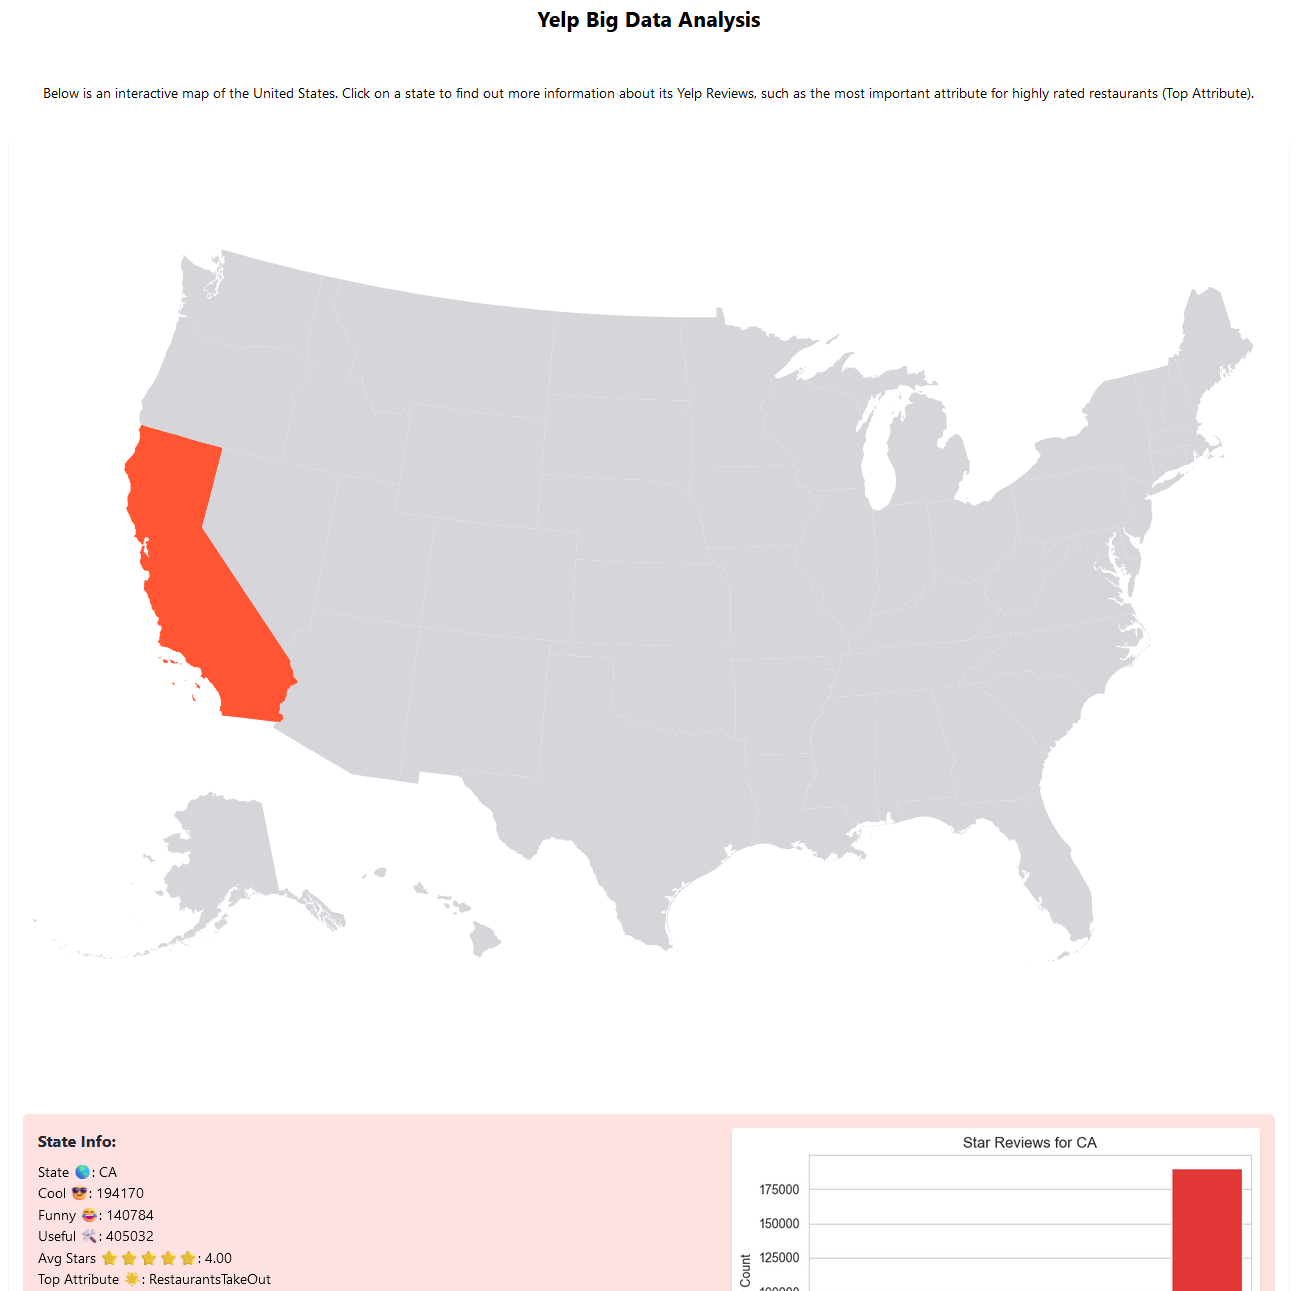 Yelp Big Data Analysis
Below is an interactive map of the United States. Click on a state to find out more information about its Yelp Reviews, such as the most important attribute for highly rated restaurants (Top Attribute).
State Info:
State 🌎: CA
Cool 😎: 194170
Funny 😂: 140784
Useful 🛠️: 405032
Avg Stars ⭐⭐⭐⭐⭐: 4.00
Top Attribute 🌟: RestaurantsTakeOut
Star Reviews for CA
175000
150000
125000
100000
Count